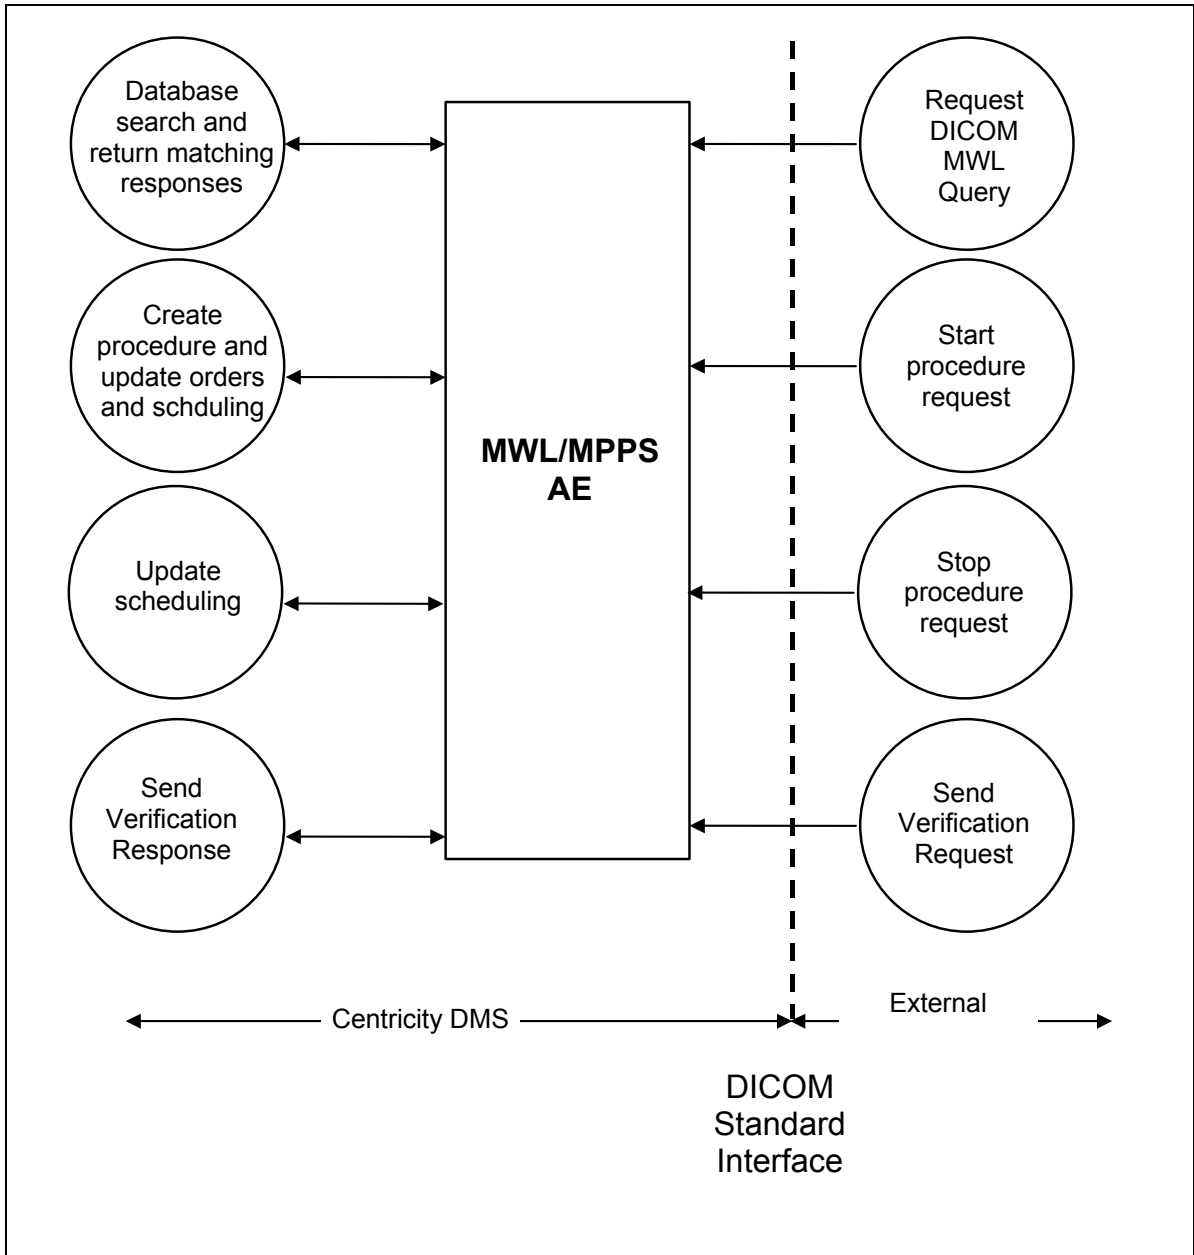 Database
search and
return matching
responses
Request
DICOM
MWL
Query
Create
procedure and
update orders
and schduling
Start
procedure
request
MWL/MPPS
AE
Update
scheduling
Stop
procedure
request
Send
Verification
Response
Send
Verification
Request
Centricity DMS
External
DICOM
Standard
Interface